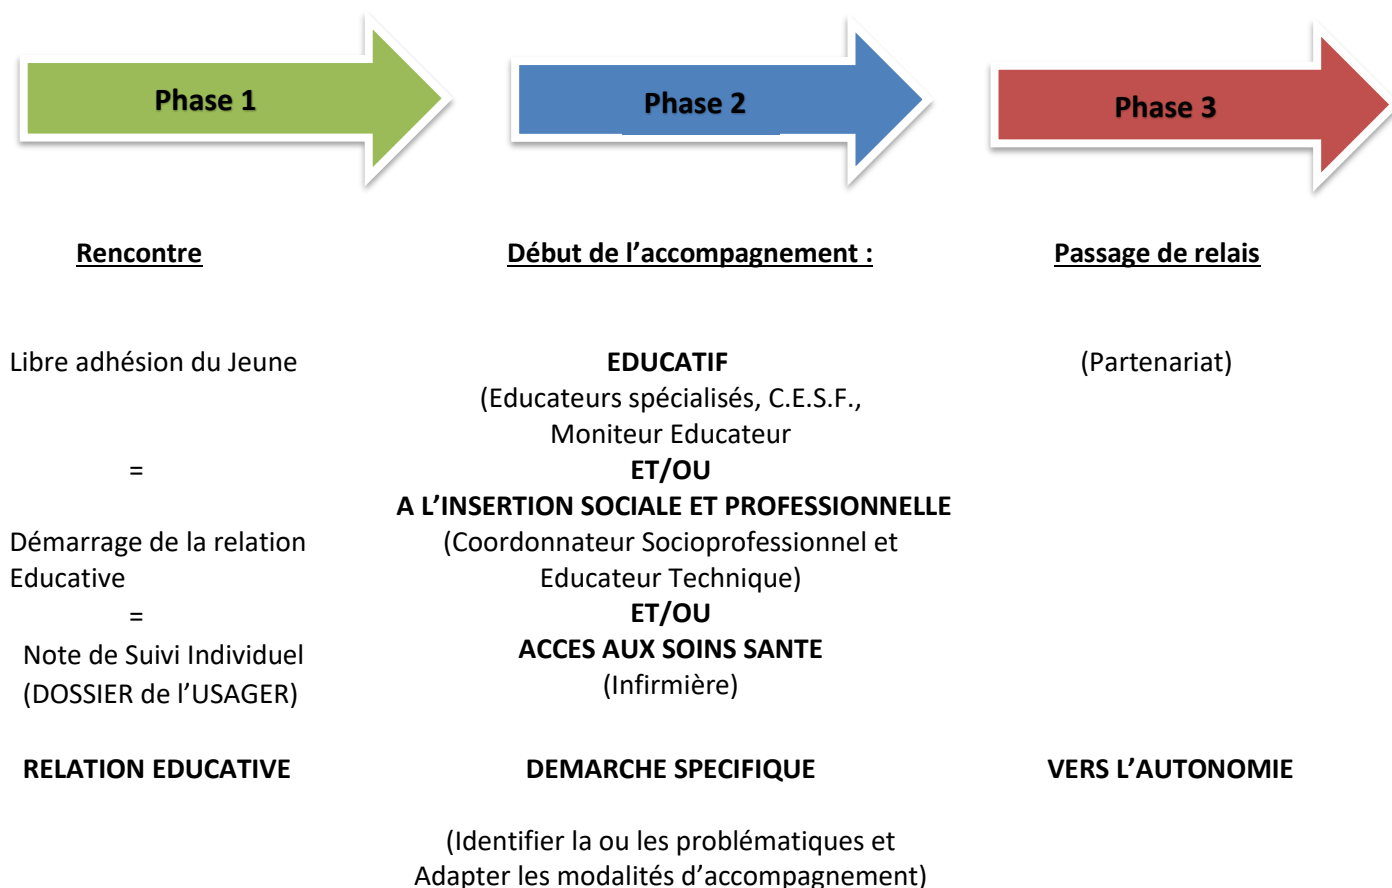 Phase 1
Phase 2
Phase 3
Rencontre
Début de l’accompagnement :
Passage de relais
Libre adhésion du Jeune
=
Démarrage de la relation
Educative
=
Note de Suivi Individuel
(DOSSIER de l’USAGER)
RELATION EDUCATIVE
EDUCATIF
(Educateurs spécialisés, C.E.S.F.,
Moniteur Educateur
ET/OU
A L’INSERTION SOCIALE ET PROFESSIONNELLE
(Coordonnateur Socioprofessionnel et
Educateur Technique)
ET/OU
ACCES AUX SOINS SANTE
(Infirmière)
DEMARCHE SPECIFIQUE
(Identifier la ou les problématiques et
Adapter les modalités d’accompagnement)
(Partenariat)
VERS L’AUTONOMIE